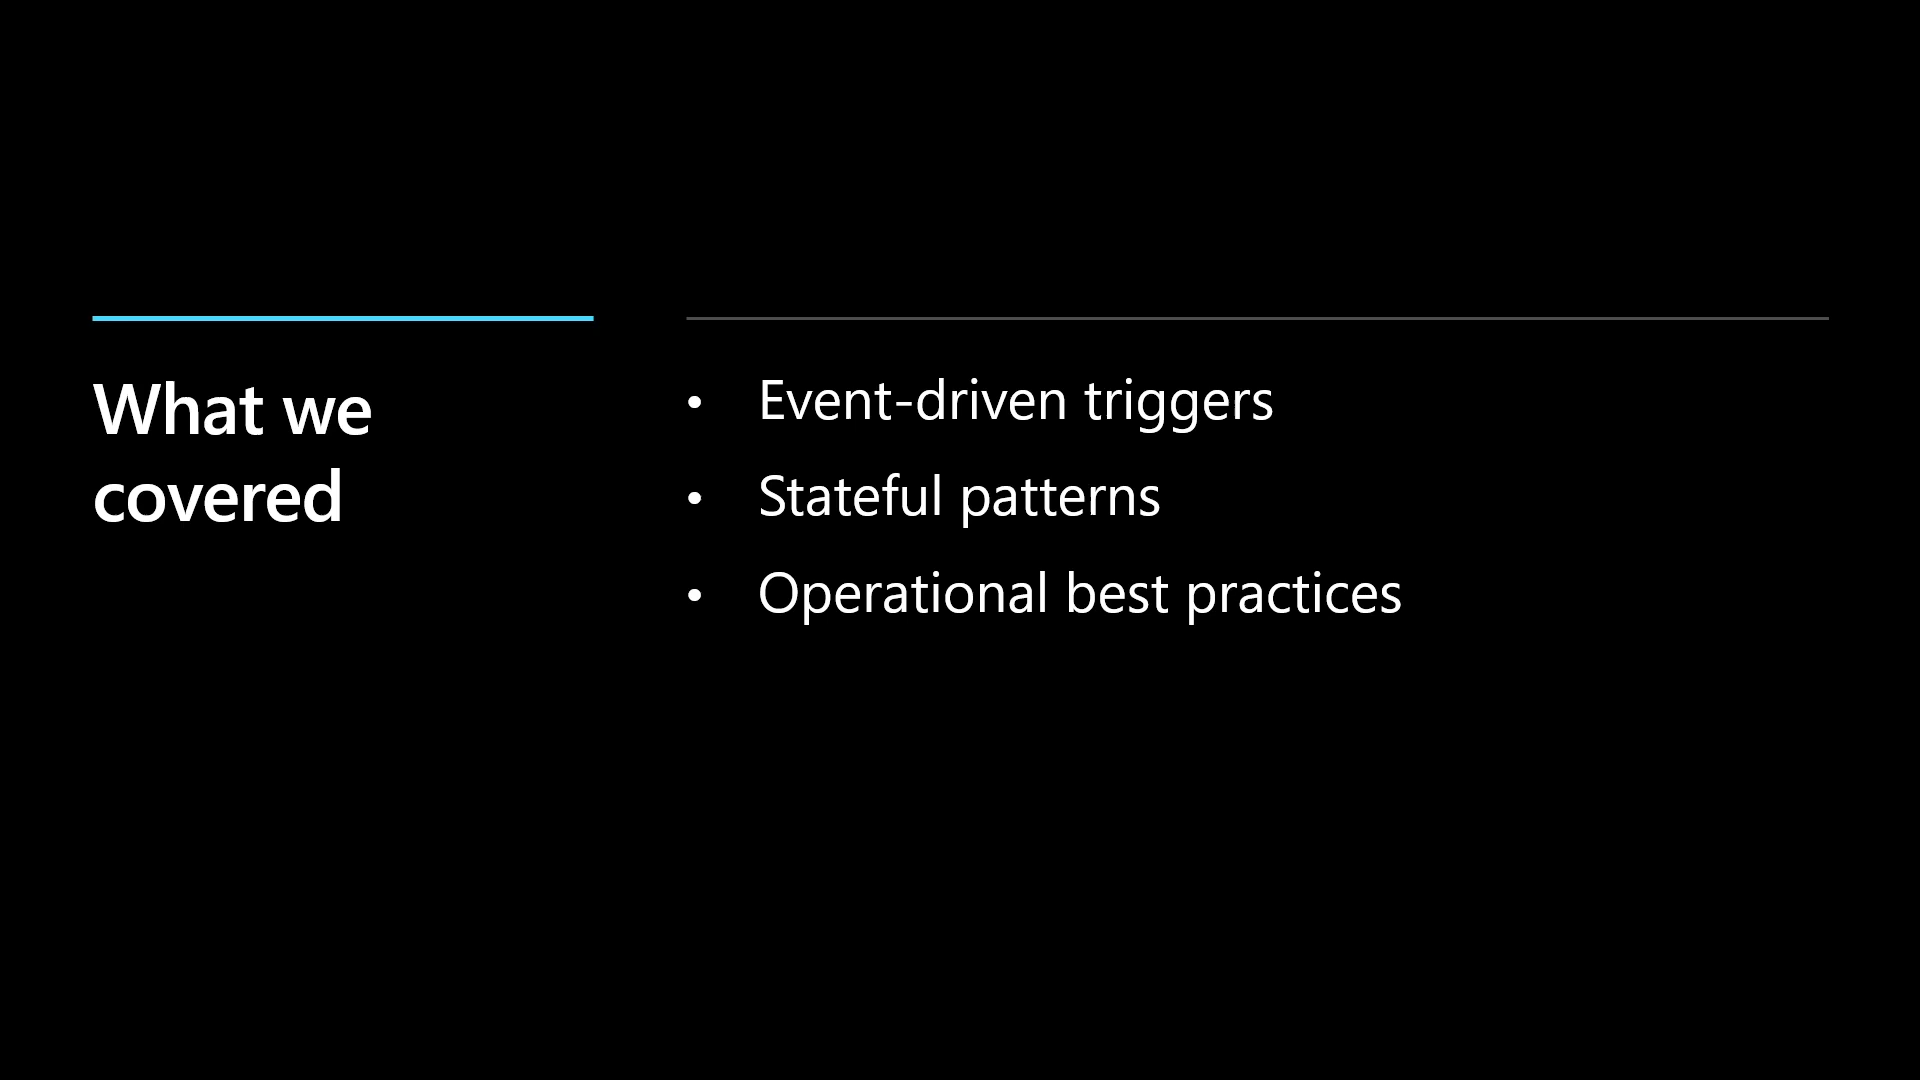 What we
covered
• Event-driven triggers
• Stateful patterns
• Operational best practices